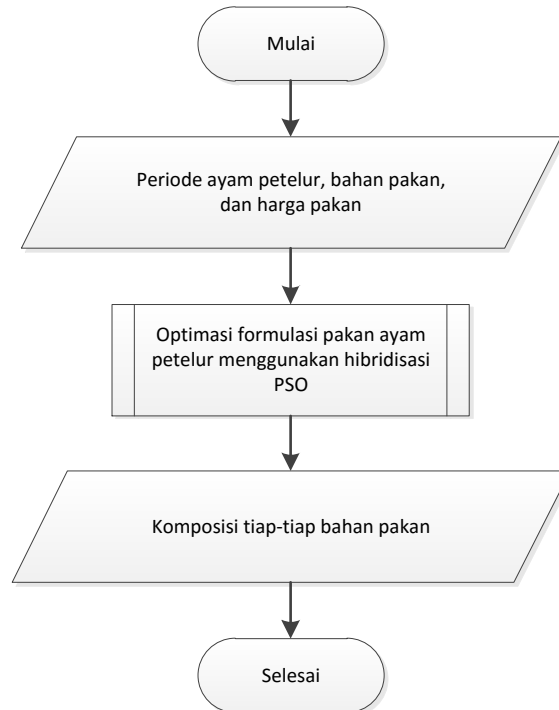 Mulai
Periode ayam petelur, bahan pakan,
dan harga pakan
Optimasi formulasi pakan ayam
petelur menggunakan hibridisasi
PSO
Komposisi tiap-tiap bahan pakan
Selesai